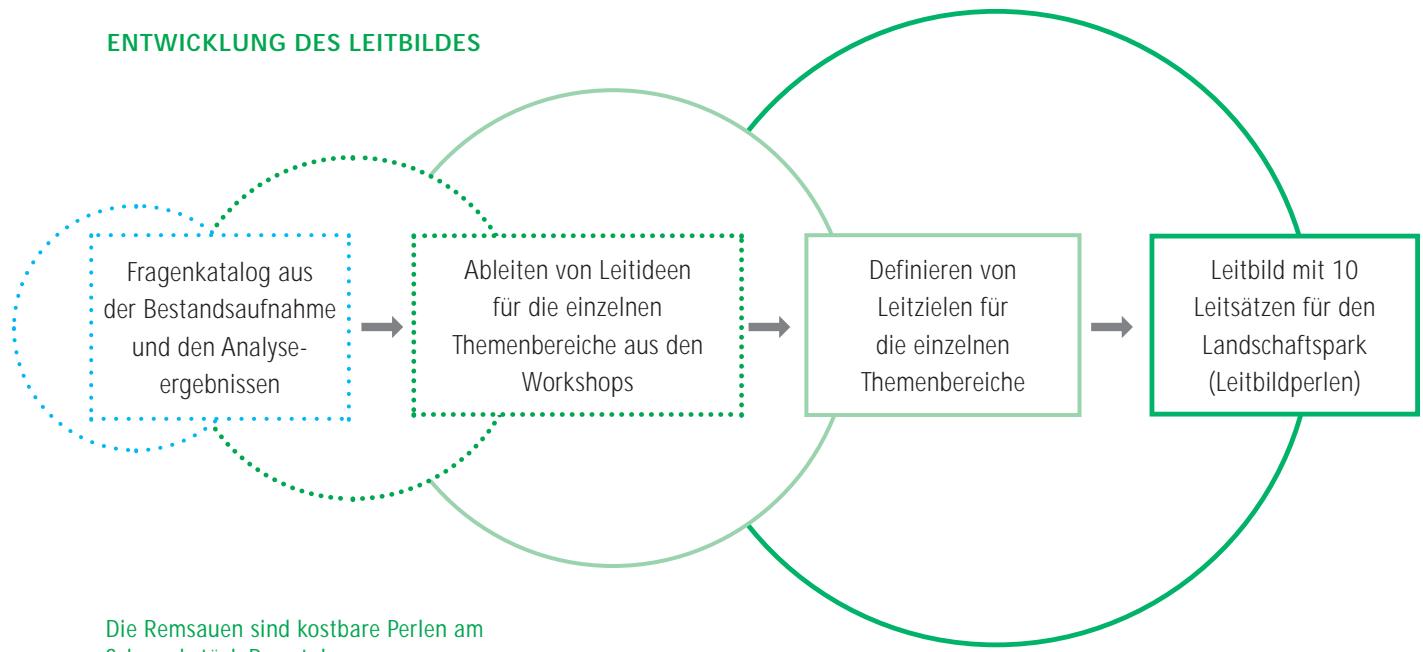 ENTWICKLUNG DES LEITBILDES
Fragenkatalog aus
der Bestandsaufnahme
und den Analyse-
ergebnissen
Ableiten von Leitideen
für die einzelnen
Themenbereiche aus den
Workshops
Definieren von
Leitzielen für
die einzelnen
Themenbereiche
Leitbild mit 10
Leitsätzen für den
Landschaftspark
(Leitbildperlen)
Die Remsauen sind kostbare Perlen am